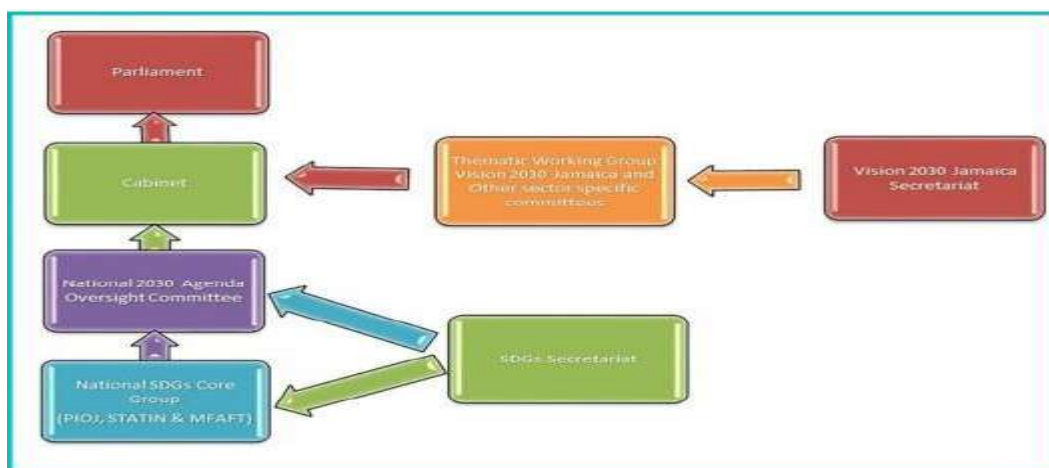 Parliament
Cabinet
Thematic Working Group
Vision 2030 Jamaica and
Other sector specific
committees
Vision 2030 Jamaica
Secretariat
National 2030 Agenda
Oversight Committee
SDGs Secretariat
National SDGs Core
Group
(PIOJ, STATIN & MFAFT)